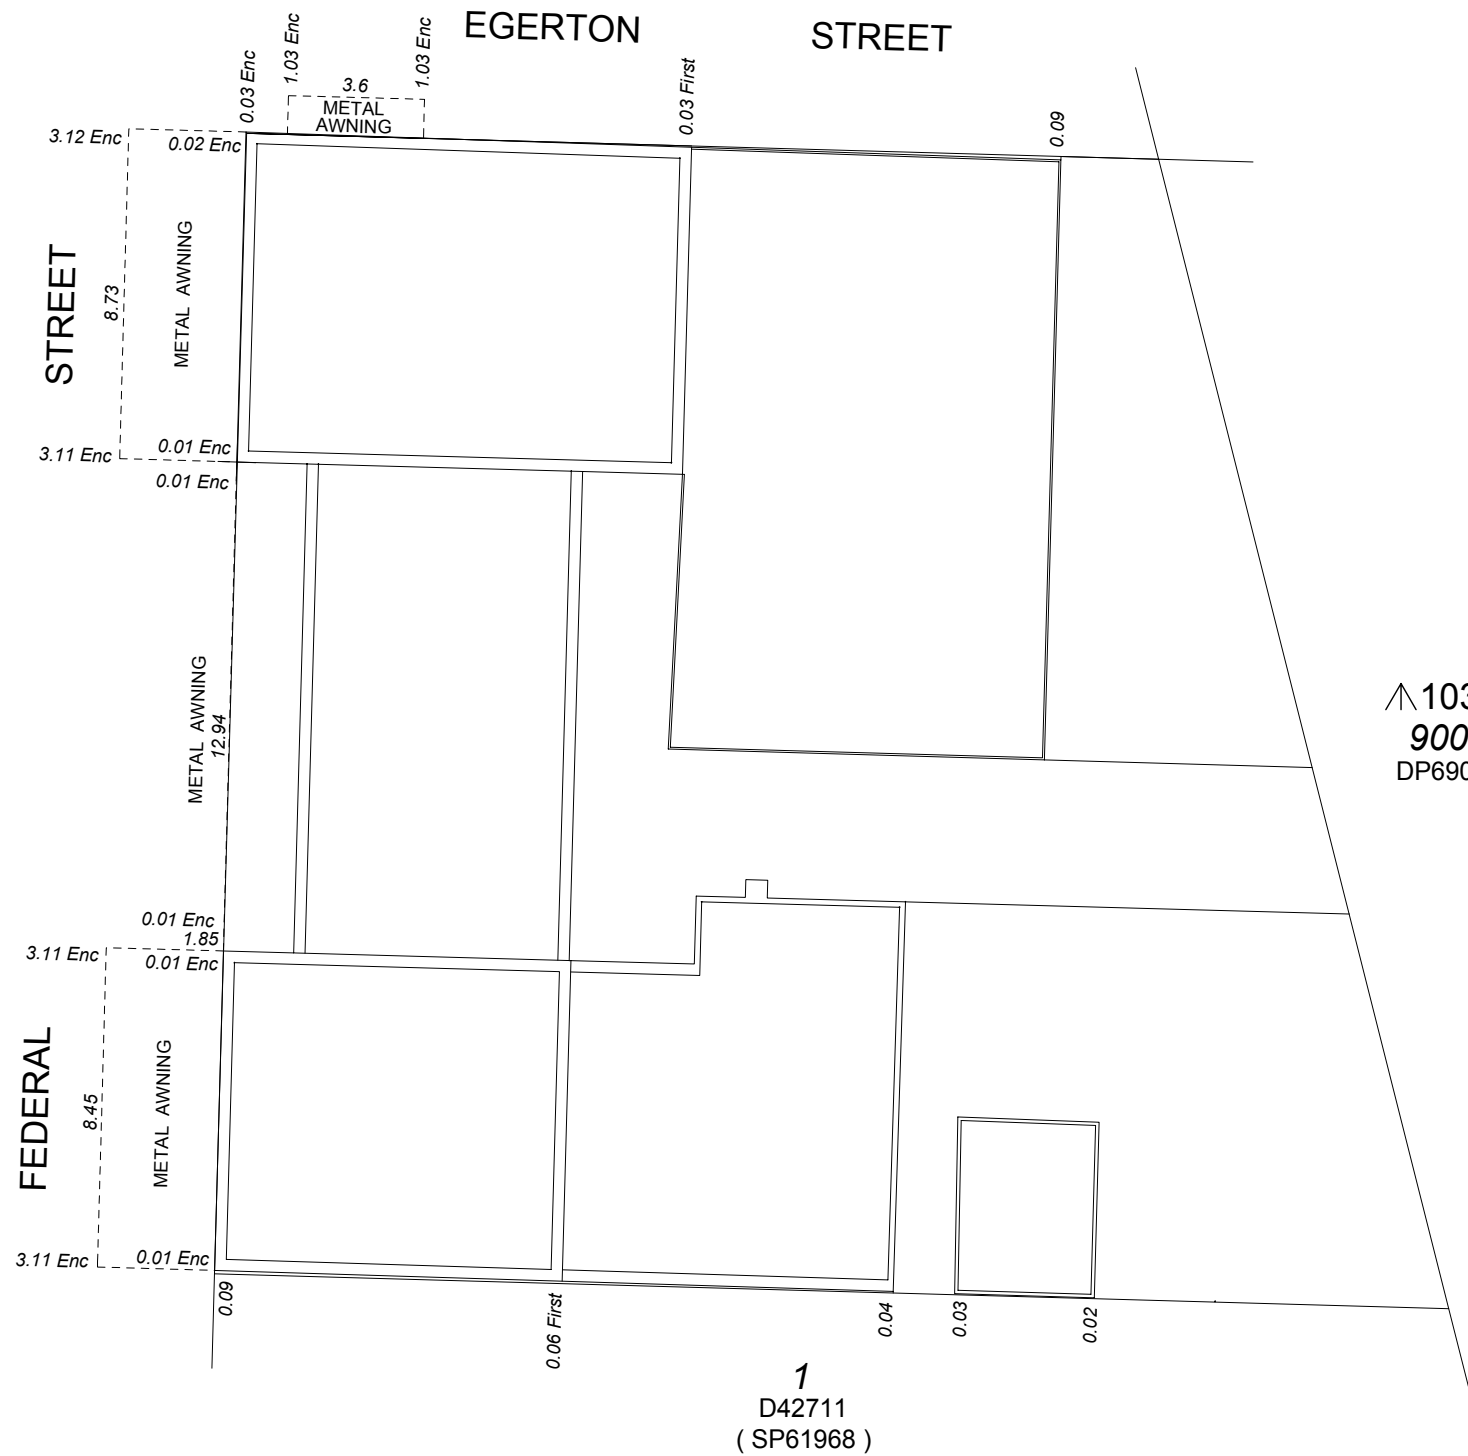 EGERTON STREET
0.03 Enc
1.03 Enc
3.6
1.03 Enc
METAL
AWNING
0.03 First
0.09
3.12 Enc
0.02 Enc
STREET
8.73
METAL AWNING
3.11 Enc
0.01 Enc
0.01 Enc
METAL AWNING
12.94
103
900
DP690
0.01 Enc
1.85
3.11 Enc
0.01 Enc
FEDERAL
8.45
METAL AWNING
3.11 Enc
0.01 Enc
0.09
0.06 First
0.04
0.03
0.02
1
D42711
( SP61968 )